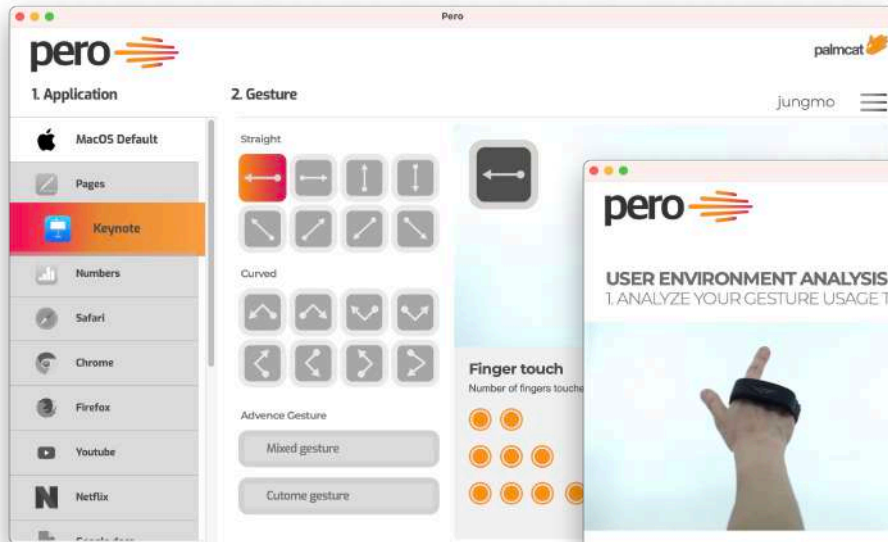 Pero
pero
palmcat
1. Application
2. Gesture
jungmo
MacOS Default
Pages
Keynote
Numbers
Safari
Chrome
Firefox
Youtube
Netflix
Straight
Curved
Advence Gesture
Mixed gesture
Cutome gesture
Finger touch
Number of fingers touche
pero
USER ENVIRONMENT ANALYSIS
1. ANALYZE YOUR GESTURE USAGE T